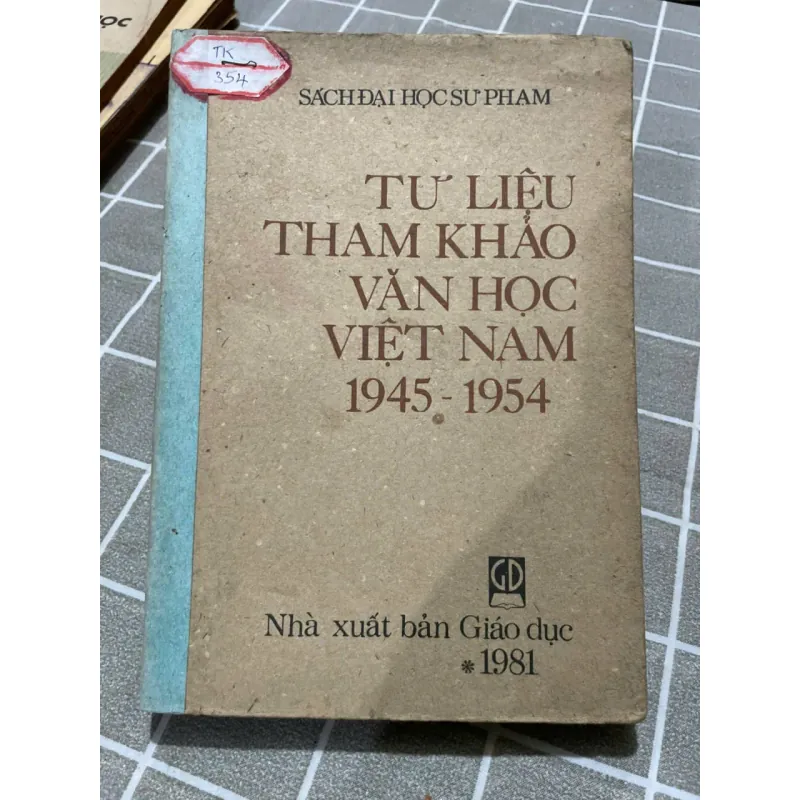 ỌC
TK
354
SÁCH ĐẠI HỌC SƯ PHẠM
TƯ LIỆU
THAM KHẢO
VĂN HỌC
VIỆT NAM
1945 - 1954
GD
Nhà xuất bản Giáo dục
* 1981